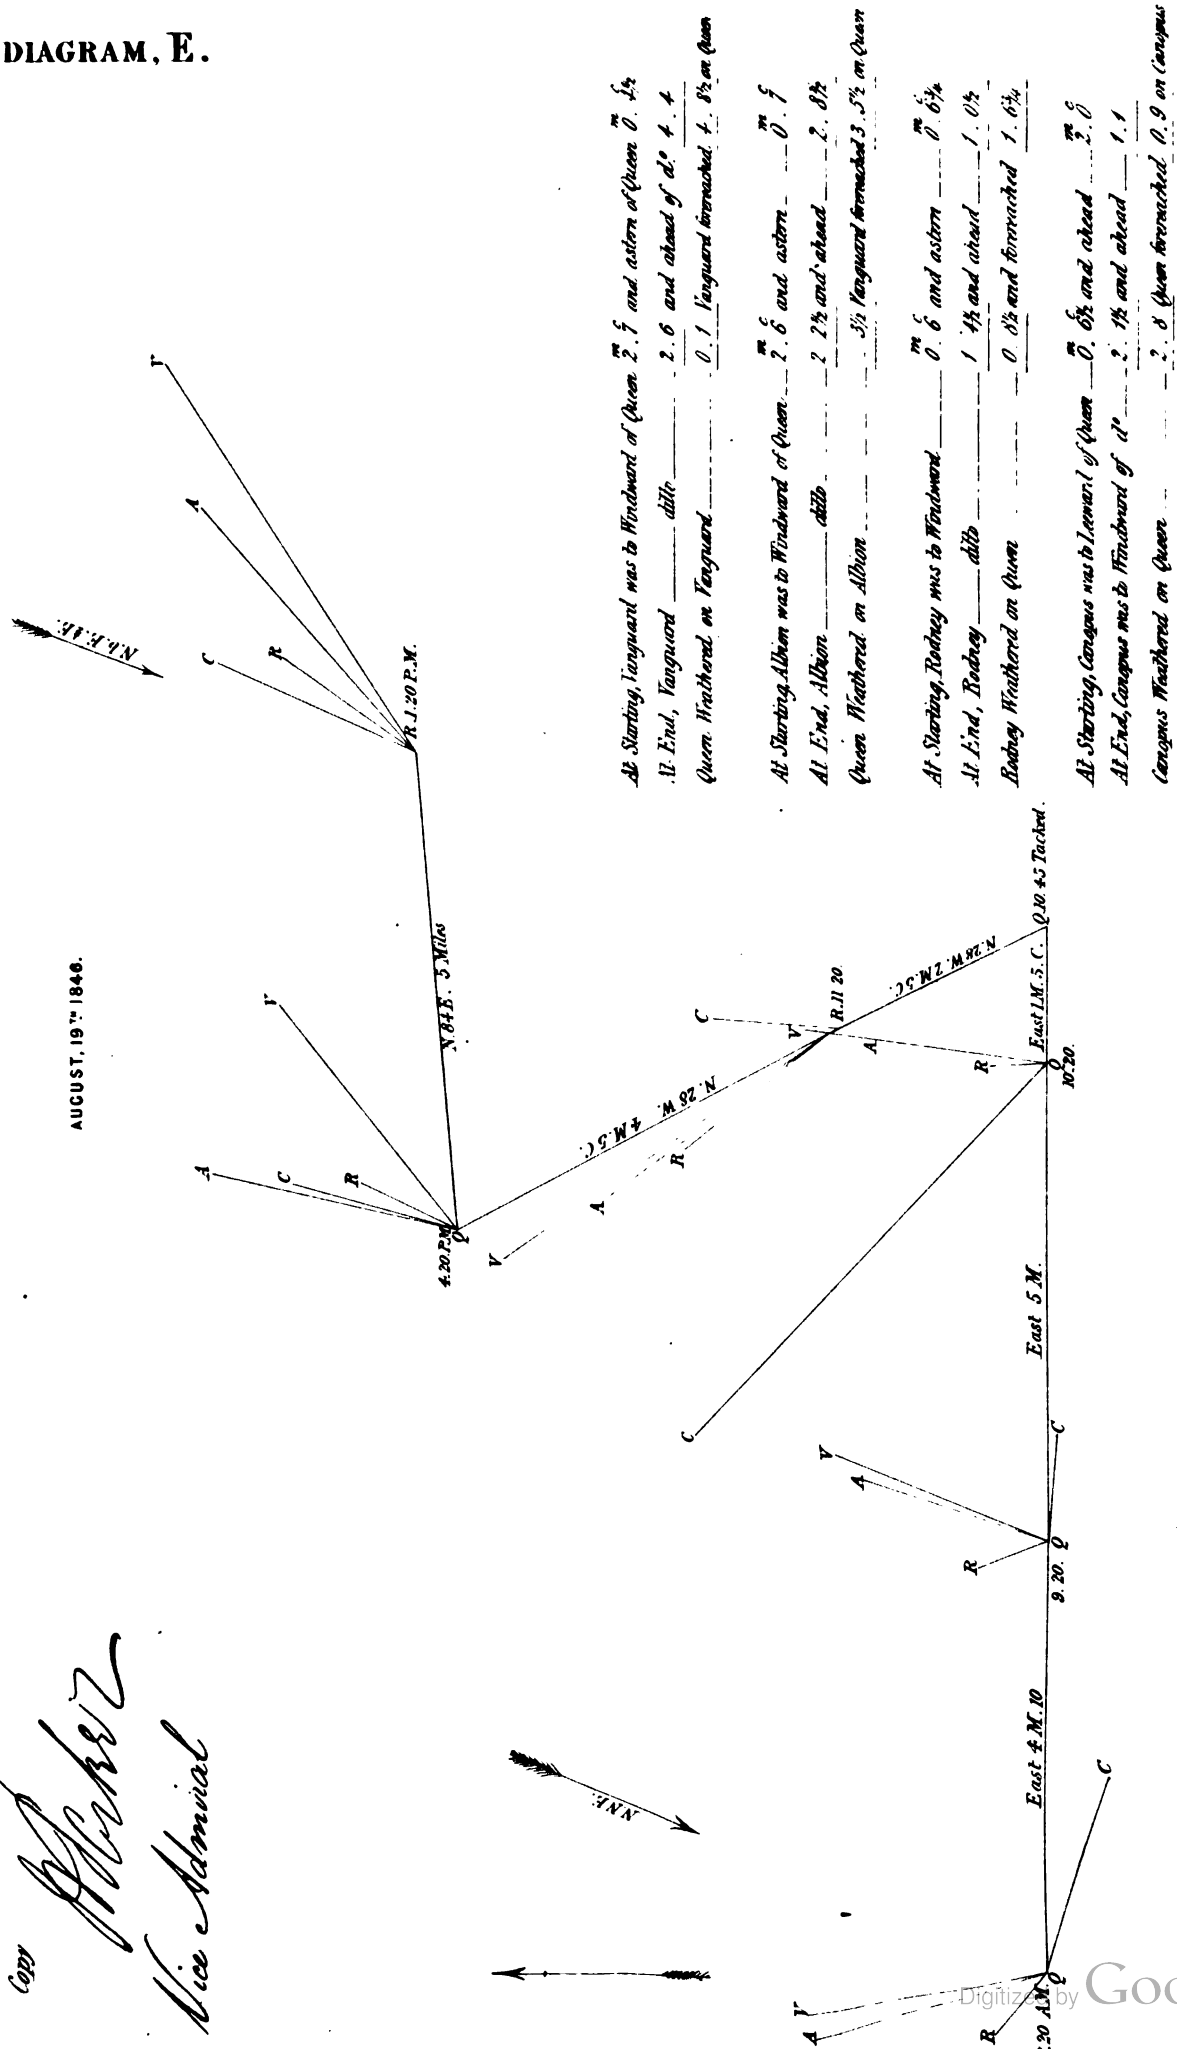 DIAGRAM, E.
AUGUST, 19TH 1846.
Copy
Vice Admiral
N.b.E.½E.
NNE.
V
A
C
R
R.1.20 P.M.
N.84E. 5 Miles
V
A
C
R
4.20.P.M.
Q
N. 28 W. 4 M.5 C.
V
A
R
C
V
A
R
R.11 20.
N.28 W. 2 M.5 C.
Q.10.45 Tacked.
East 1 M. 5. C.
Q
10.20.
East 5 M.
C
V
A
R
C
Q
9.20.
East 4 M.10
C
V
A
R
Q
.20 A.M.
At Starting, Vanguard was to Windward of Queen 2.7 and astern of Queen 0.4½
At End, Vanguard ditto 2.6 and ahead of do. 4.4
Queen Weathered on Vanguard 0.1 Vanguard forereached 4.8½ on Queen
At Starting, Albion was to Windward of Queen 2.6 and astern 0.7
At End, Albion ditto 2 2½ and ahead 2.8½
Queen Weathered on Albion 3½ Vanguard forereached 3.5½ on Queen
At Starting, Rodney was to Windward 0.6 and astern 0 6¼
At End, Rodney ditto 1 4½ and ahead 1.0½
Rodney Weathered on Queen 0.8½ and forereached 1.6¾
At Starting, Canopus was to Leeward of Queen 0.6½ and ahead 2.0
At End, Canopus was to Windward of do 2.1½ and ahead 1.1
Canopus Weathered on Queen 2.8 Queen forereached 0.9 on Canopus
Digitized by Goo